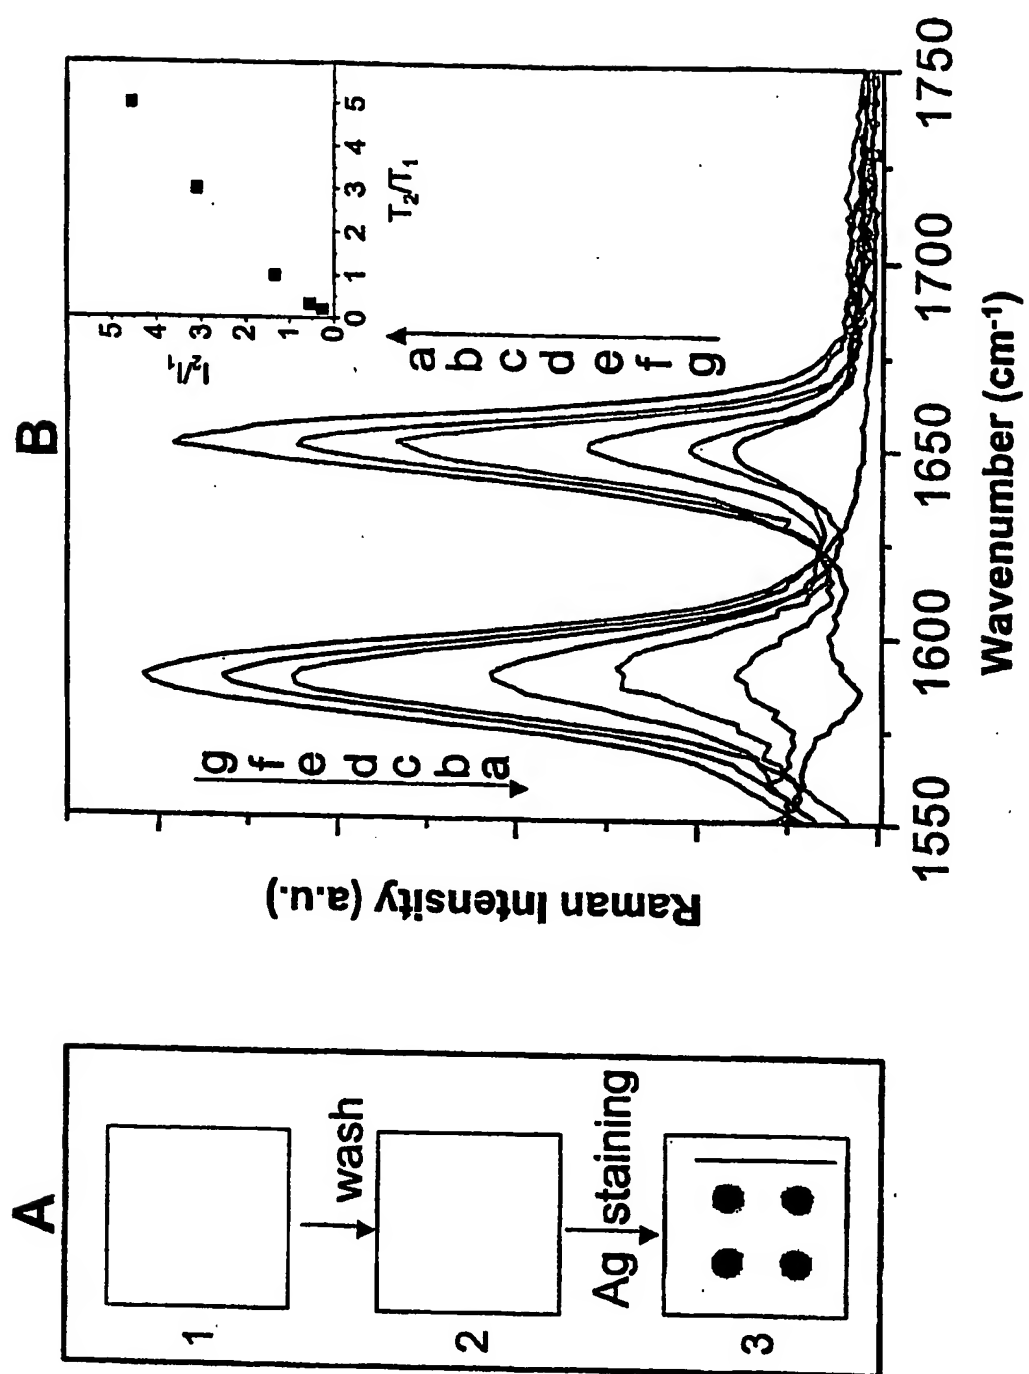 A
1
wash
2
Ag staining
3
B
Raman Intensity (a.u.)
g f e d c b a
a b c d e f g
I₂/I₁
5
4
3
2
1
0
0 1 2 3 4 5
T₂/T₁
1550 1600 1650 1700 1750
Wavenumber (cm⁻¹)